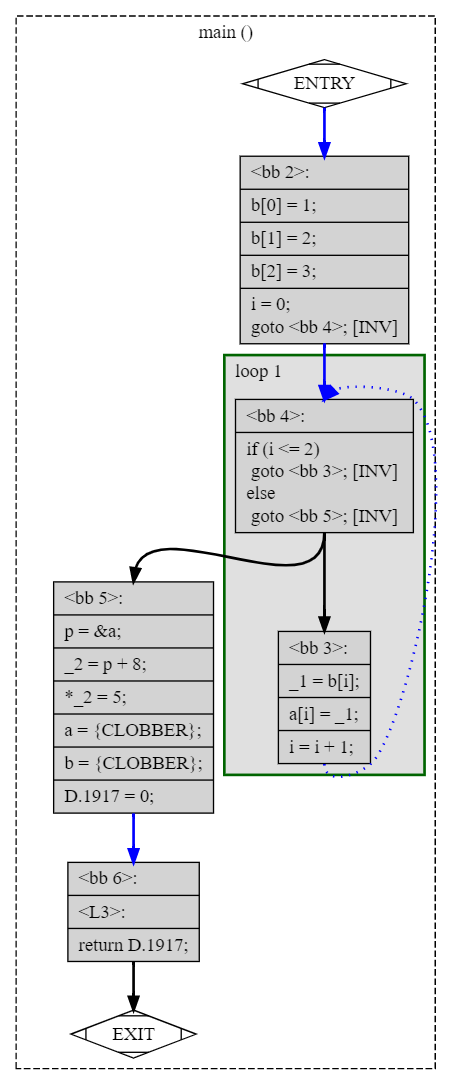 main ()
ENTRY
<bb 2>:
b[0] = 1;
b[1] = 2;
b[2] = 3;
i = 0;
goto <bb 4>; [INV]
loop 1
<bb 4>:
if (i <= 2)
goto <bb 3>; [INV]
else
goto <bb 5>; [INV]
<bb 5>:
p = &a;
_2 = p + 8;
*_2 = 5;
a = {CLOBBER};
b = {CLOBBER};
D.1917 = 0;
<bb 3>:
_1 = b[i];
a[i] = _1;
i = i + 1;
<bb 6>:
<L3>:
return D.1917;
EXIT